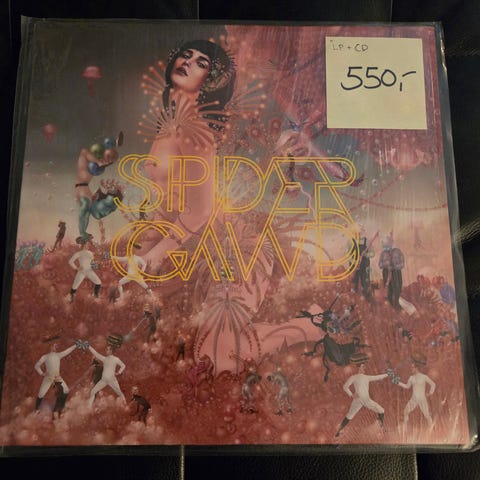 LP + CD
550,-
SPIDER
GAWD